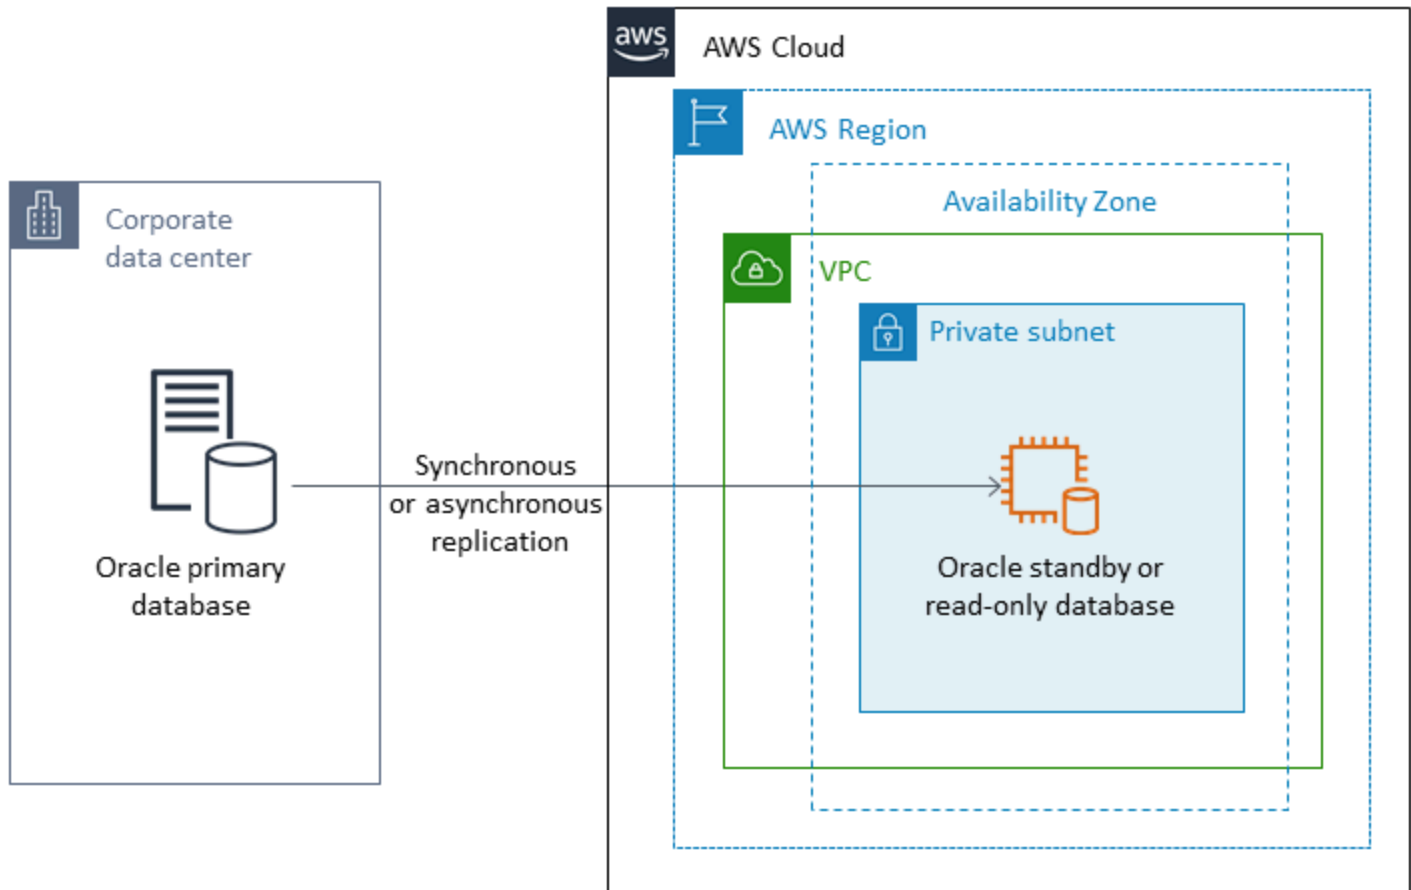 aws
AWS Cloud
AWS Region
Availability Zone
Corporate
data center
VPC
Private subnet
Synchronous
or asynchronous
replication
Oracle primary
database
Oracle standby or
read-only database